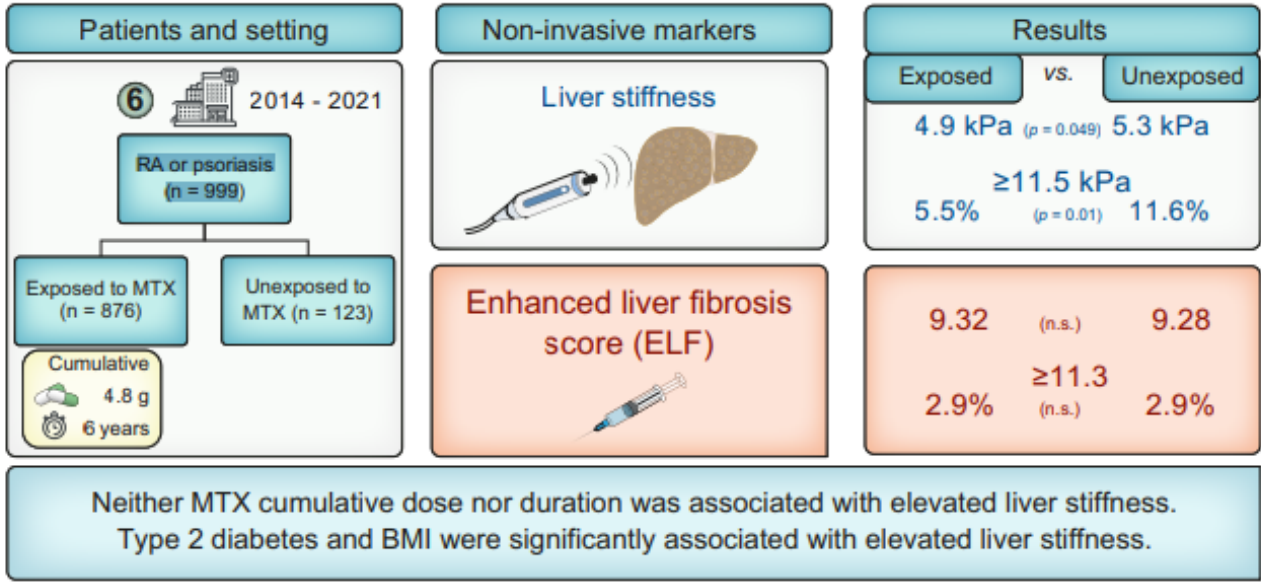 Patients and setting
6
2014 - 2021
RA or psoriasis
(n = 999)
Exposed to MTX
(n = 876)
Unexposed to
MTX (n = 123)
Cumulative
4.8 g
6 years
Non-invasive markers
Liver stiffness
Enhanced liver fibrosis
score (ELF)
Results
Exposed vs. Unexposed
4.9 kPa (p = 0.049) 5.3 kPa
≥11.5 kPa
5.5% (p = 0.01) 11.6%
9.32 (n.s.) 9.28
≥11.3
2.9% (n.s.) 2.9%
Neither MTX cumulative dose nor duration was associated with elevated liver stiffness.
Type 2 diabetes and BMI were significantly associated with elevated liver stiffness.